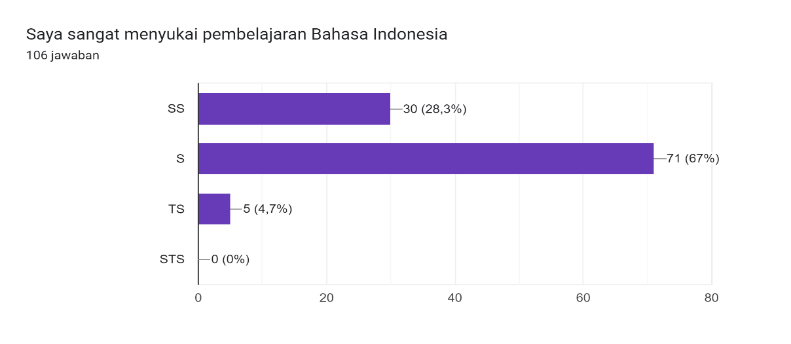 Saya sangat menyukai pembelajaran Bahasa Indonesia
106 jawaban
SS 30 (28,3%)
S 71 (67%)
TS 5 (4,7%)
STS 0 (0%)
0 20 40 60 80